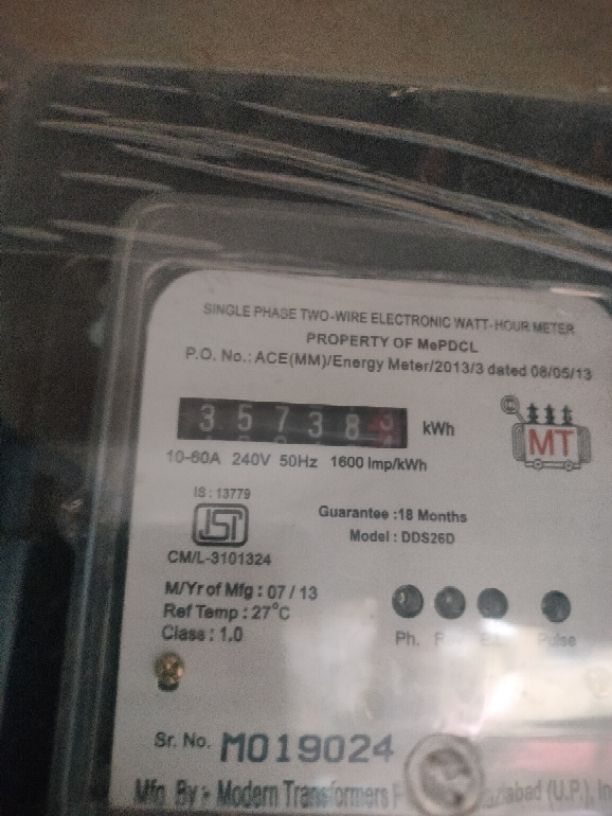 SINGLE PHASE TWO-WIRE ELECTRONIC WATT-HOUR METER
PROPERTY OF MePDCL
P.O. No.: ACE(MM)/Energy Meter/2013/3 dated 08/05/13
35738 kWh
MT
10-60A 240V 50Hz 1600 Imp/kWh
IS : 13779
ISI
Guarantee :18 Months
Model : DDS26D
CM/L-3101324
M/Yr of Mfg : 07 / 13
Ref Temp : 27°C
Class : 1.0
Ph. Pulse
Sr. No. M019024
Mfg. By :- Modern Transformers (U.P.),